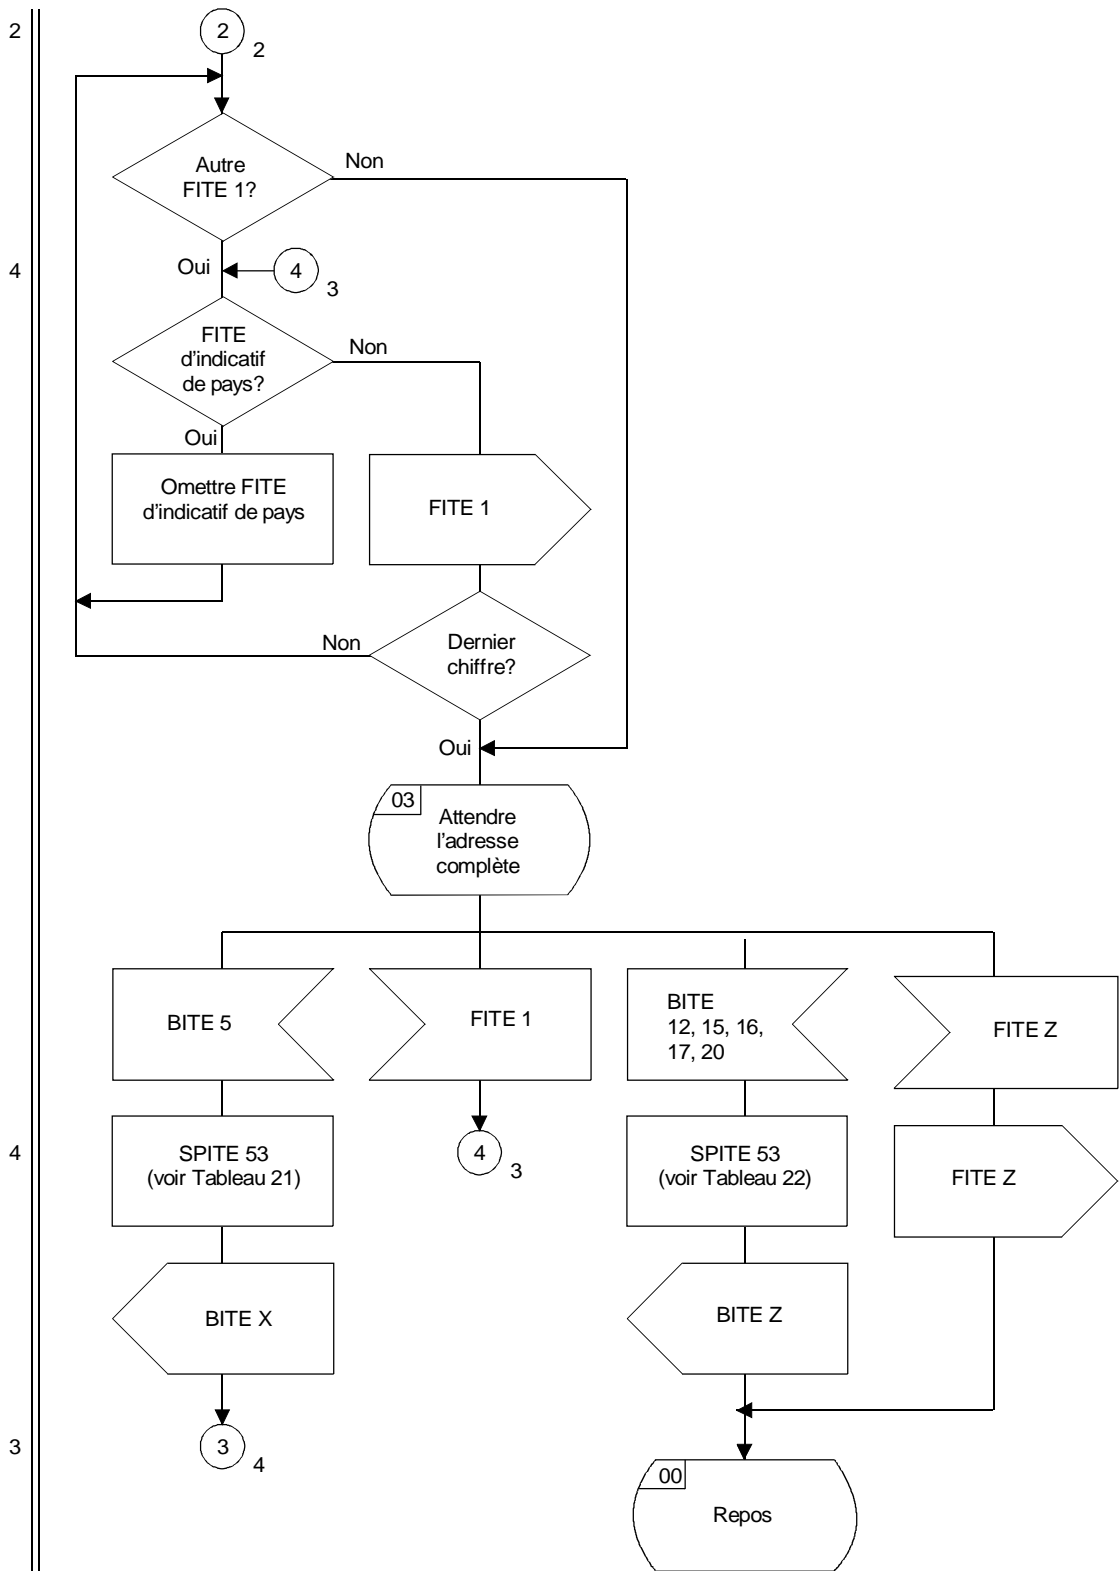 2
2
2
Autre
FITE 1?
Non
4
Oui
4
3
FITE
d'indicatif
de pays?
Non
Oui
Omettre FITE
d'indicatif de pays
FITE 1
Non
Dernier
chiffre?
Oui
03
Attendre
l'adresse
complète
BITE 5
FITE 1
BITE
12, 15, 16,
17, 20
FITE Z
4
SPITE 53
(voir Tableau 21)
4
3
SPITE 53
(voir Tableau 22)
FITE Z
BITE X
BITE Z
3
3
4
00
Repos